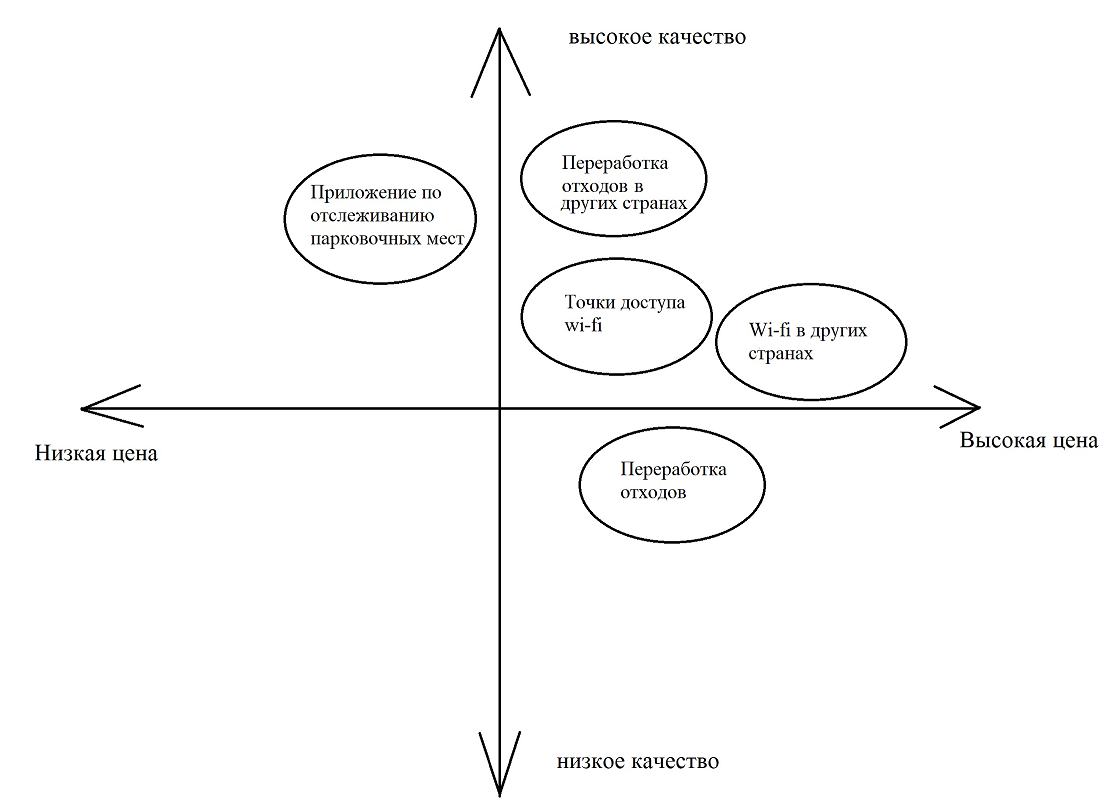 высокое качество
Переработка
отходов в
других странах
Приложение по
отслеживанию
парковочных мест
Точки доступа
wi-fi
Wi-fi в других
странах
Низкая цена
Высокая цена
Переработка
отходов
низкое качество